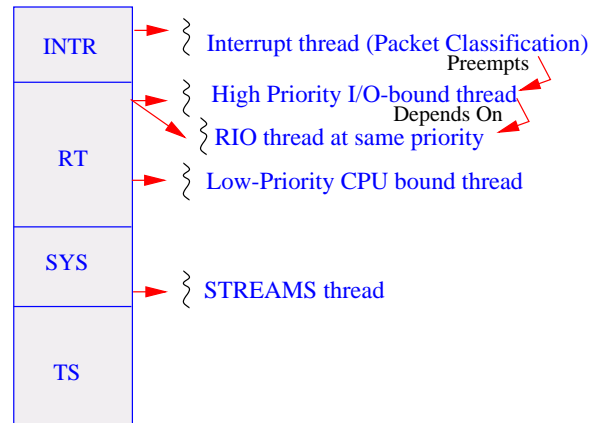 INTR
Interrupt thread (Packet Classification)
Preempts
High Priority I/O-bound thread
Depends On
RIO thread at same priority
RT
Low-Priority CPU bound thread
SYS
STREAMS thread
TS